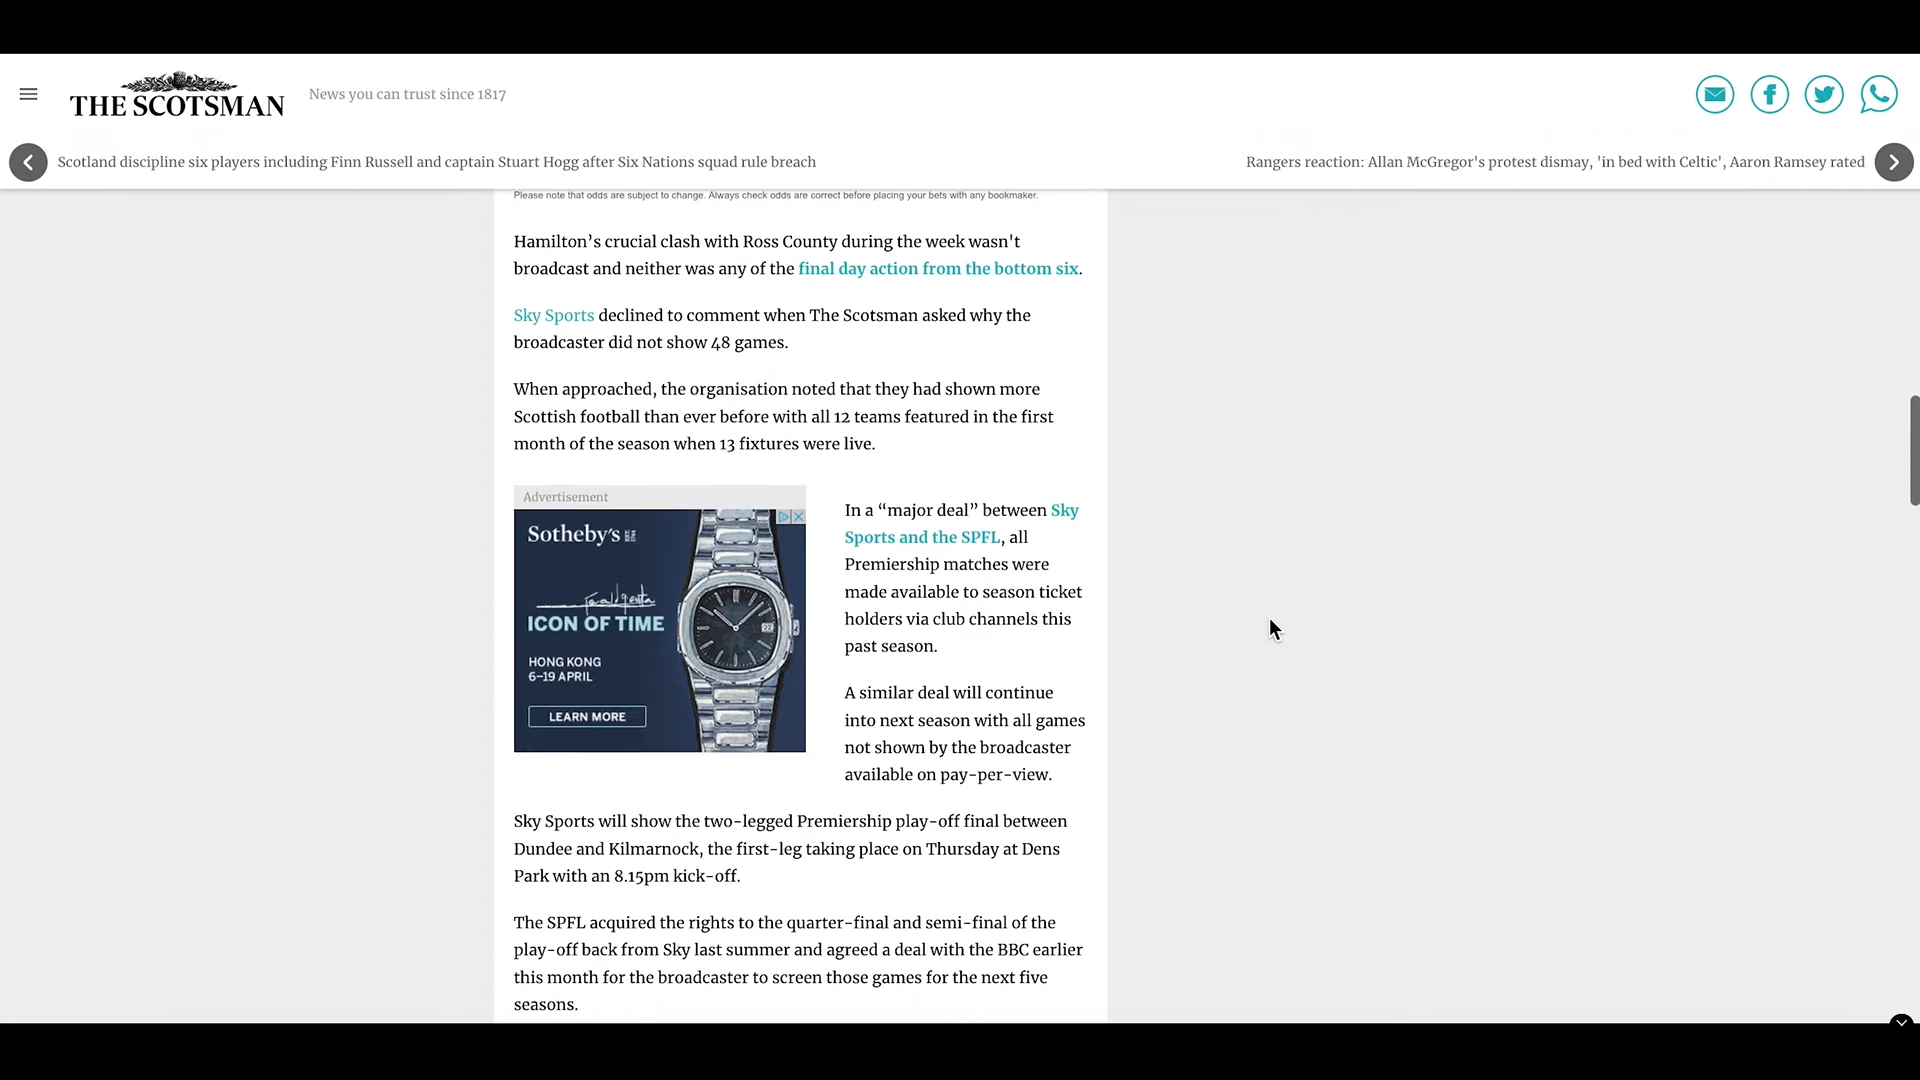 THE SCOTSMAN
News you can trust since 1817
Scotland discipline six players including Finn Russell and captain Stuart Hogg after Six Nations squad rule breach
Rangers reaction: Allan McGregor's protest dismay, 'in bed with Celtic', Aaron Ramsey rated
Please note that odds are subject to change. Always check odds are correct before placing your bets with any bookmaker.
Hamilton’s crucial clash with Ross County during the week wasn't
broadcast and neither was any of the final day action from the bottom six.
Sky Sports declined to comment when The Scotsman asked why the
broadcaster did not show 48 games.
When approached, the organisation noted that they had shown more
Scottish football than ever before with all 12 teams featured in the first
month of the season when 13 fixtures were live.
Advertisement
Sotheby's
ICON OF TIME
HONG KONG
6–19 APRIL
LEARN MORE
22
In a “major deal” between Sky
Sports and the SPFL, all
Premiership matches were
made available to season ticket
holders via club channels this
past season.
A similar deal will continue
into next season with all games
not shown by the broadcaster
available on pay-per-view.
Sky Sports will show the two-legged Premiership play-off final between
Dundee and Kilmarnock, the first-leg taking place on Thursday at Dens
Park with an 8.15pm kick-off.
The SPFL acquired the rights to the quarter-final and semi-final of the
play-off back from Sky last summer and agreed a deal with the BBC earlier
this month for the broadcaster to screen those games for the next five
seasons.